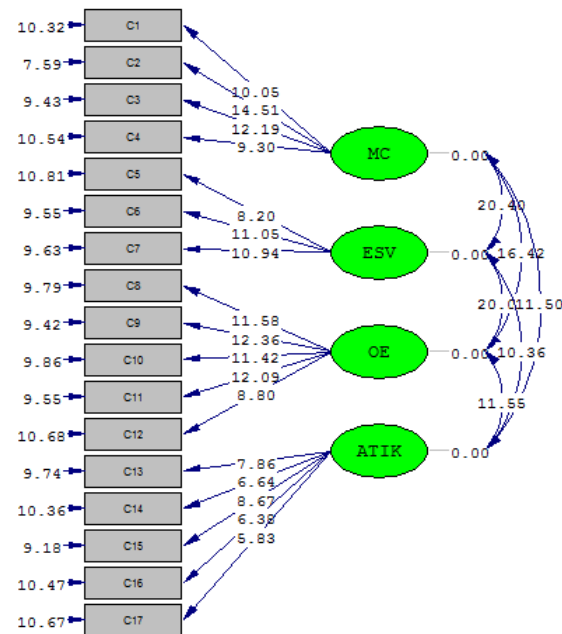 10.32 C1
7.59 C2
9.43 C3
10.54 C4
10.81 C5
9.55 C6
9.63 C7
9.79 C8
9.42 C9
9.86 C10
9.55 C11
10.68 C12
9.74 C13
10.36 C14
9.18 C15
10.47 C16
10.67 C17
10.05
14.51
12.19
9.30
8.20
11.05
10.94
11.58
12.36
11.42
12.09
8.80
7.86
6.64
8.67
6.38
5.83
MC 0.00
ESV 0.00
OE 0.00
ATIK 0.00
20.40
16.42
11.50
10.36
11.55